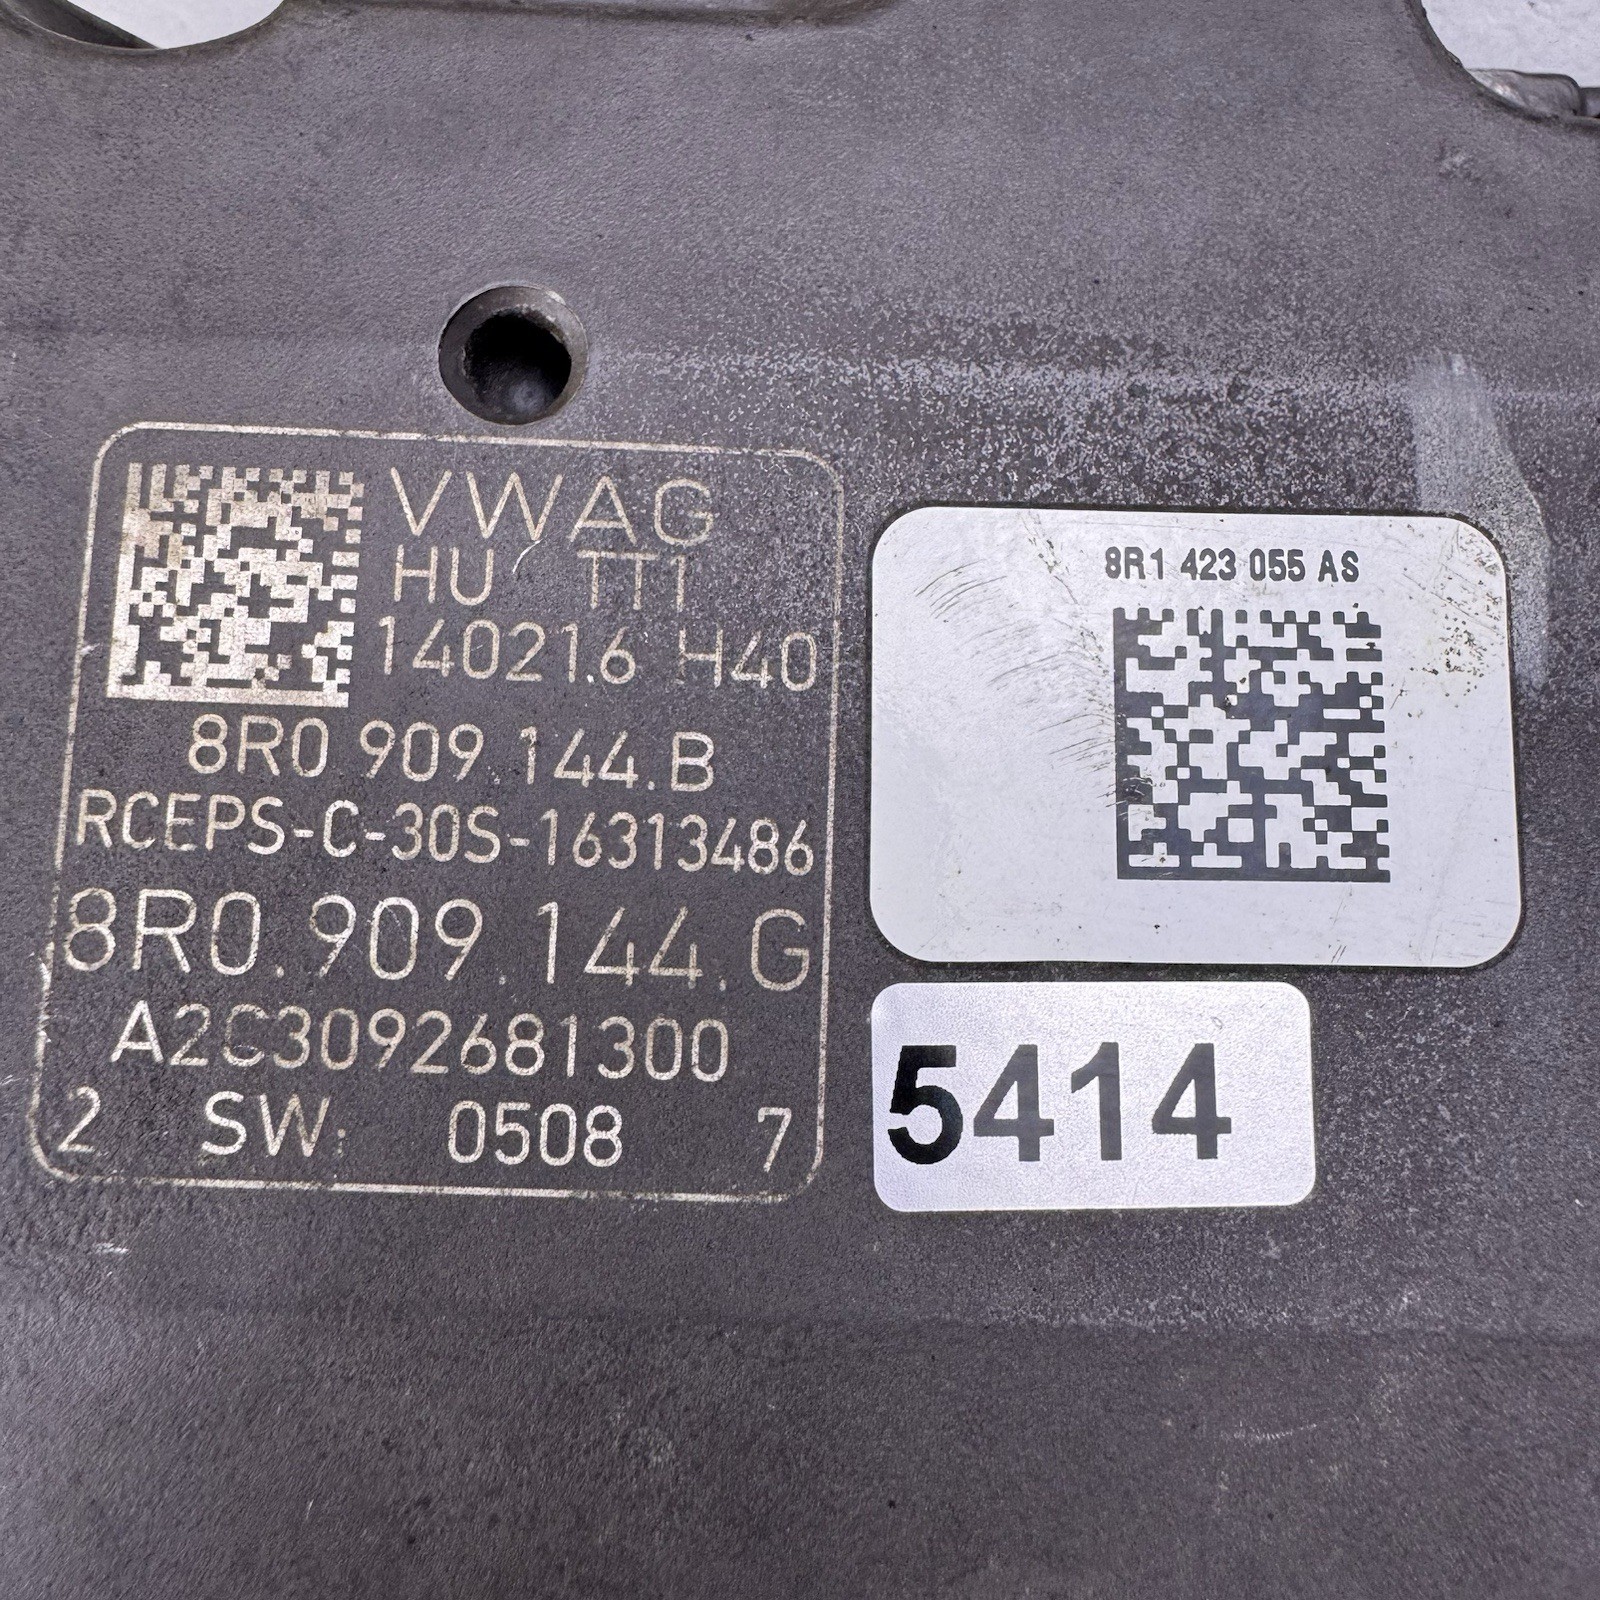 VWAG
HU TT1
140216 H40
8R0 909 144.B
RCEPS-C-30S-16313486
8R0.909.144.G
A2C3092681300
2 SW: 0508 7
8R1 423 055 AS
5414